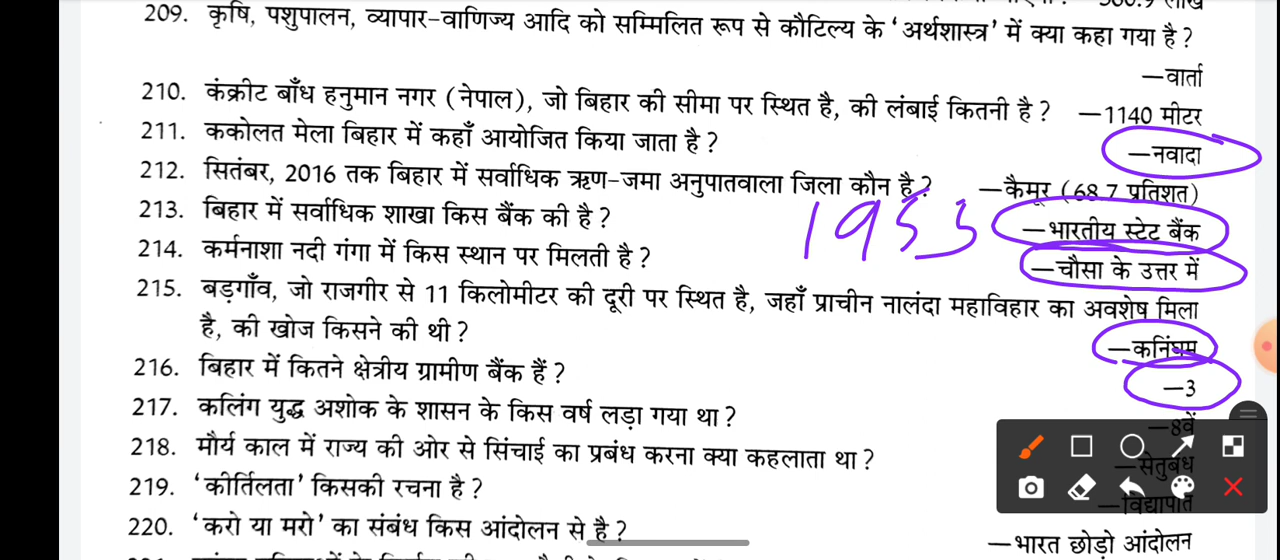 209. कृषि, पशुपालन, व्यापार-वाणिज्य आदि को सम्मिलित रूप से कौटिल्य के 'अर्थशास्त्र' में क्या कहा गया है?
—वार्ता
210. कंक्रीट बाँध हनुमान नगर (नेपाल), जो बिहार की सीमा पर स्थित है, की लंबाई कितनी है? —1140 मीटर
211. ककोलत मेला बिहार में कहाँ आयोजित किया जाता है?
—नवादा
212. सितंबर, 2016 तक बिहार में सर्वाधिक ऋण-जमा अनुपातवाला जिला कौन है? —कैमूर (68.7 प्रतिशत)
213. बिहार में सर्वाधिक शाखा किस बैंक की है? —भारतीय स्टेट बैंक
1955
214. कर्मनाशा नदी गंगा में किस स्थान पर मिलती है? —चौसा के उत्तर में
215. बड़गाँव, जो राजगीर से 11 किलोमीटर की दूरी पर स्थित है, जहाँ प्राचीन नालंदा महाविहार का अवशेष मिला
है, की खोज किसने की थी? —कनिंघम
216. बिहार में कितने क्षेत्रीय ग्रामीण बैंक हैं? —3
217. कलिंग युद्ध अशोक के शासन के किस वर्ष लड़ा गया था? —8वें
218. मौर्य काल में राज्य की ओर से सिंचाई का प्रबंध करना क्या कहलाता था? —सेतुबंध
219. 'कीर्तिलता' किसकी रचना है? —विद्यापति
220. 'करो या मरो' का संबंध किस आंदोलन से है? —भारत छोड़ो आंदोलन